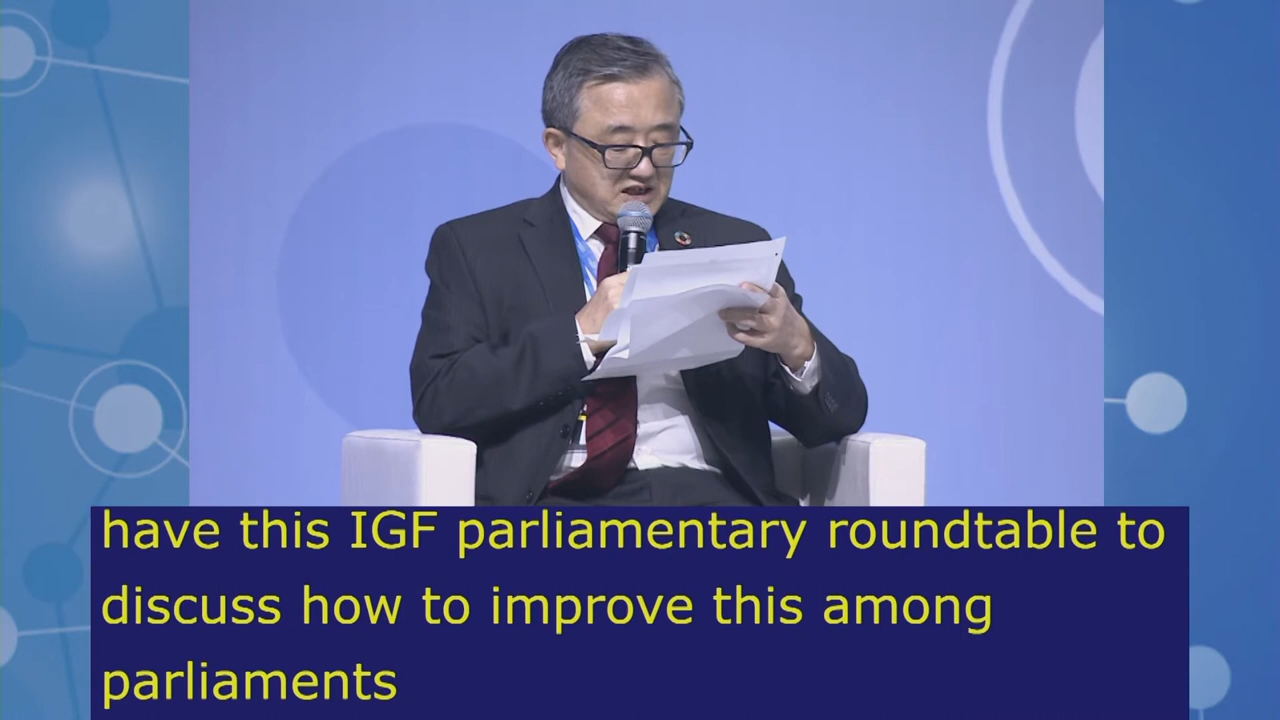 have this IGF parliamentary roundtable to
discuss how to improve this among
parliaments